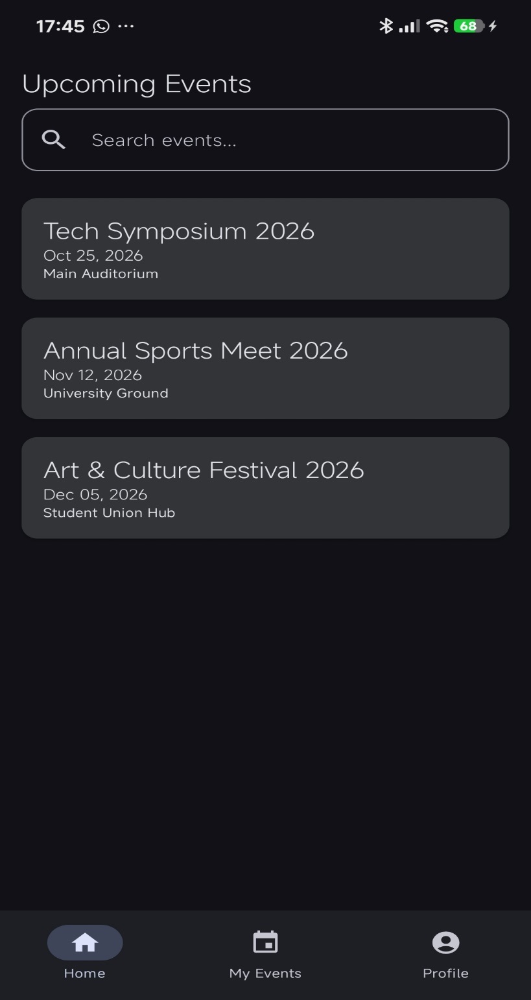 17:45 ... 68
Upcoming Events
Search events...
Tech Symposium 2026
Oct 25, 2026
Main Auditorium
Annual Sports Meet 2026
Nov 12, 2026
University Ground
Art & Culture Festival 2026
Dec 05, 2026
Student Union Hub
Home My Events Profile